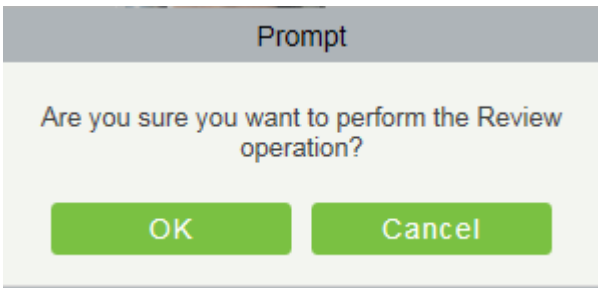 Prompt
Are you sure you want to perform the Review
operation?
OK
Cancel